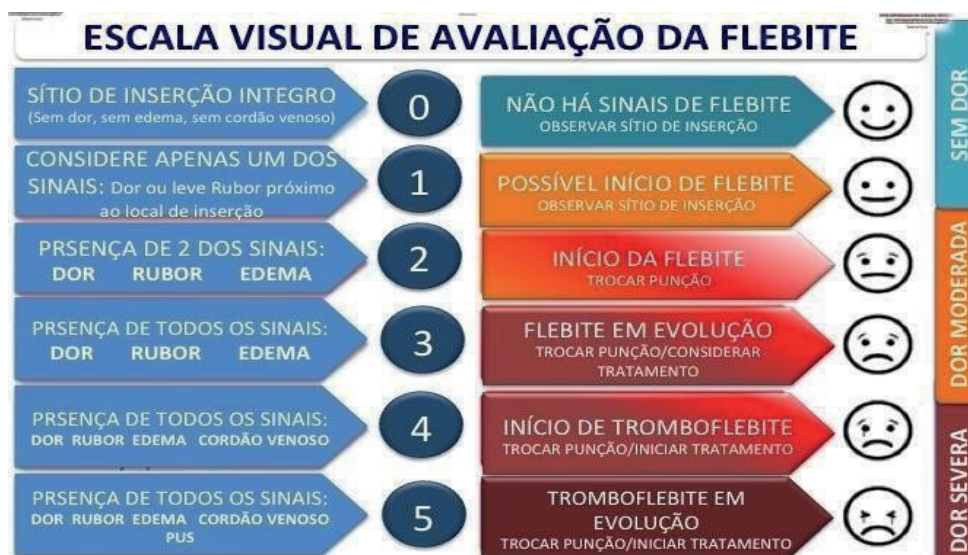 ESCALA VISUAL DE AVALIAÇÃO DA FLEBITE
SÍTIO DE INSERÇÃO INTEGRO
(Sem dor, sem edema, sem cordão venoso)
0
NÃO HÁ SINAIS DE FLEBITE
OBSERVAR SÍTIO DE INSERÇÃO
CONSIDERE APENAS UM DOS
SINAIS: Dor ou leve Rubor próximo
ao local de inserção
1
POSSÍVEL INÍCIO DE FLEBITE
OBSERVAR SÍTIO DE INSERÇÃO
PRSENÇA DE 2 DOS SINAIS:
DOR RUBOR EDEMA
2
INÍCIO DA FLEBITE
TROCAR PUNÇÃO
PRSENÇA DE TODOS OS SINAIS:
DOR RUBOR EDEMA
3
FLEBITE EM EVOLUÇÃO
TROCAR PUNÇÃO/CONSIDERAR
TRATAMENTO
PRSENÇA DE TODOS OS SINAIS:
DOR RUBOR EDEMA CORDÃO VENOSO
4
INÍCIO DE TROMBOFLEBITE
TROCAR PUNÇÃO/INICIAR TRATAMENTO
PRSENÇA DE TODOS OS SINAIS:
DOR RUBOR EDEMA CORDÃO VENOSO
PUS
5
TROMBOFLEBITE EM
EVOLUÇÃO
TROCAR PUNÇÃO/INICIAR TRATAMENTO
SEM DOR
DOR MODERADA
DOR SEVERA